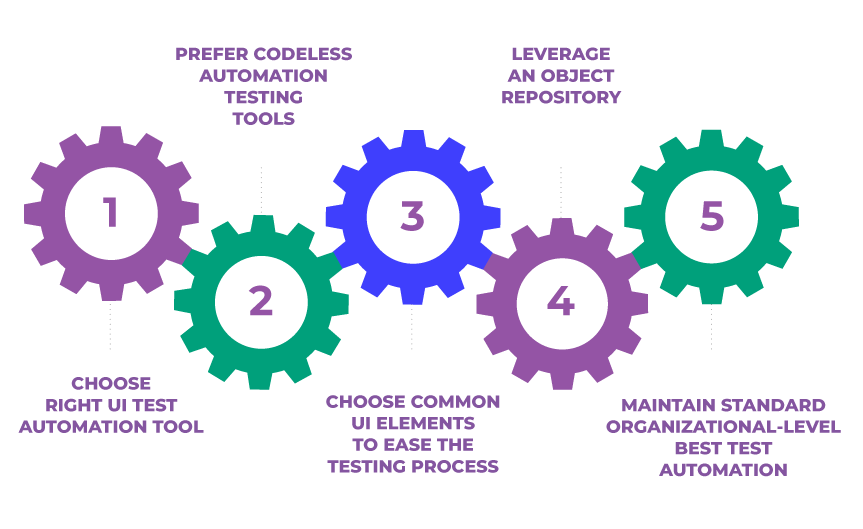 PREFER CODELESS
AUTOMATION
TESTING
TOOLS
LEVERAGE
AN OBJECT
REPOSITORY
1
2
3
4
5
CHOOSE
RIGHT UI TEST
AUTOMATION TOOL
CHOOSE COMMON
UI ELEMENTS
TO EASE THE
TESTING PROCESS
MAINTAIN STANDARD
ORGANIZATIONAL-LEVEL
BEST TEST
AUTOMATION